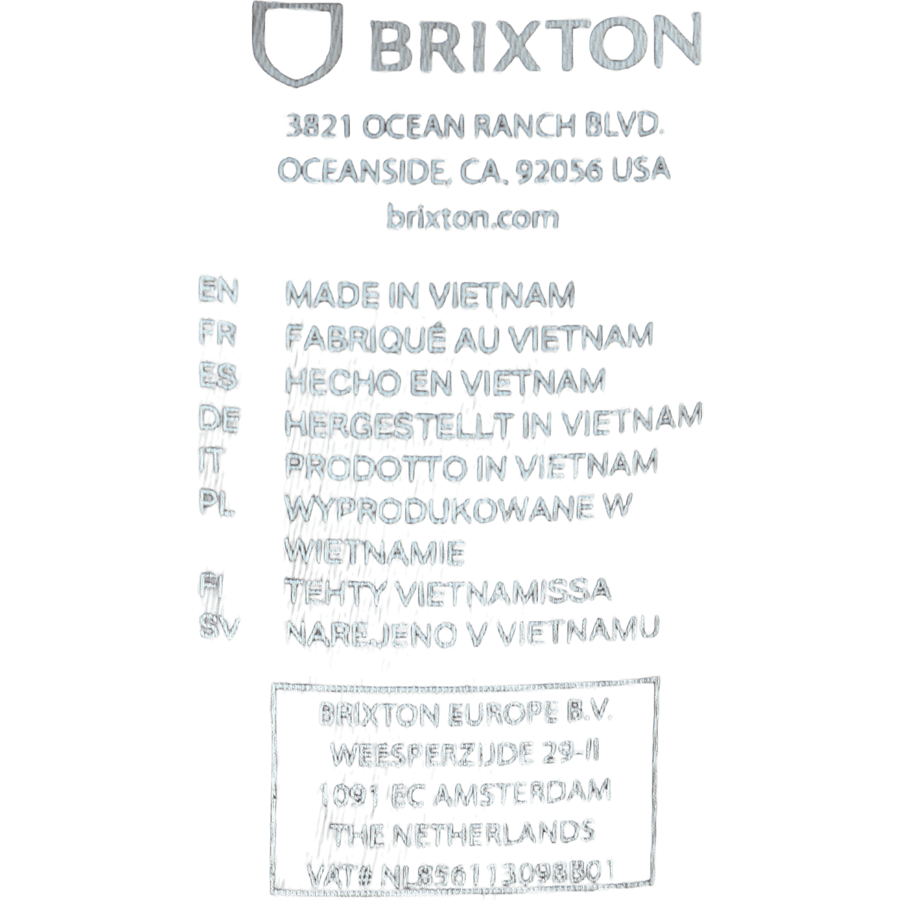 BRIXTON
3821 OCEAN RANCH BLVD.
OCEANSIDE, CA. 92056 USA
brixton.com
EN MADE IN VIETNAM
FR FABRIQUÉ AU VIETNAM
ES HECHO EN VIETNAM
DE HERGESTELLT IN VIETNAM
IT PRODOTTO IN VIETNAM
PL WYPRODUKOWANE W
WIETNAMIE
FI TEHTY VIETNAMISSA
SV NAREJENO V VIETNAMU
BRIXTON EUROPE B.V.
WEESPERZIJDE 29-II
1091 EC AMSTERDAM
THE NETHERLANDS
VAT# NL856113098B01